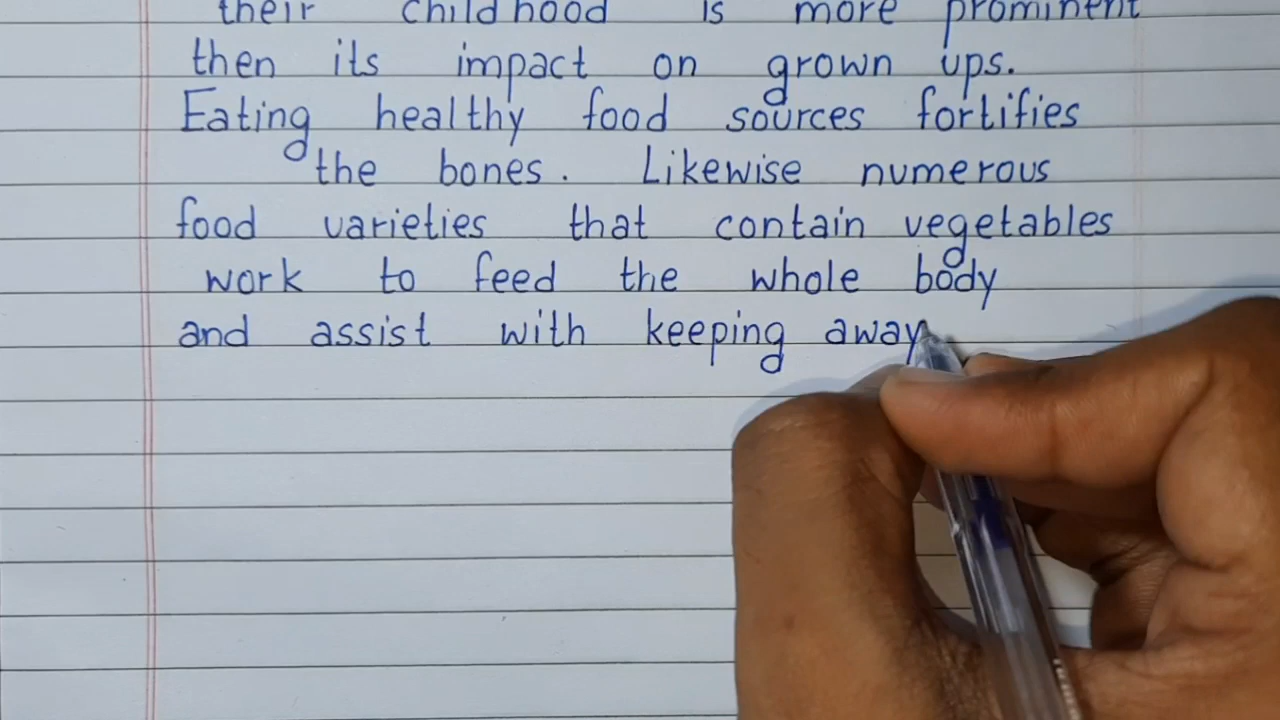 their childhood is more prominent
then its impact on grown ups.
Eating healthy food sources fortifies
the bones. Likewise numerous
food varieties that contain vegetables
work to feed the whole body
and assist with keeping away